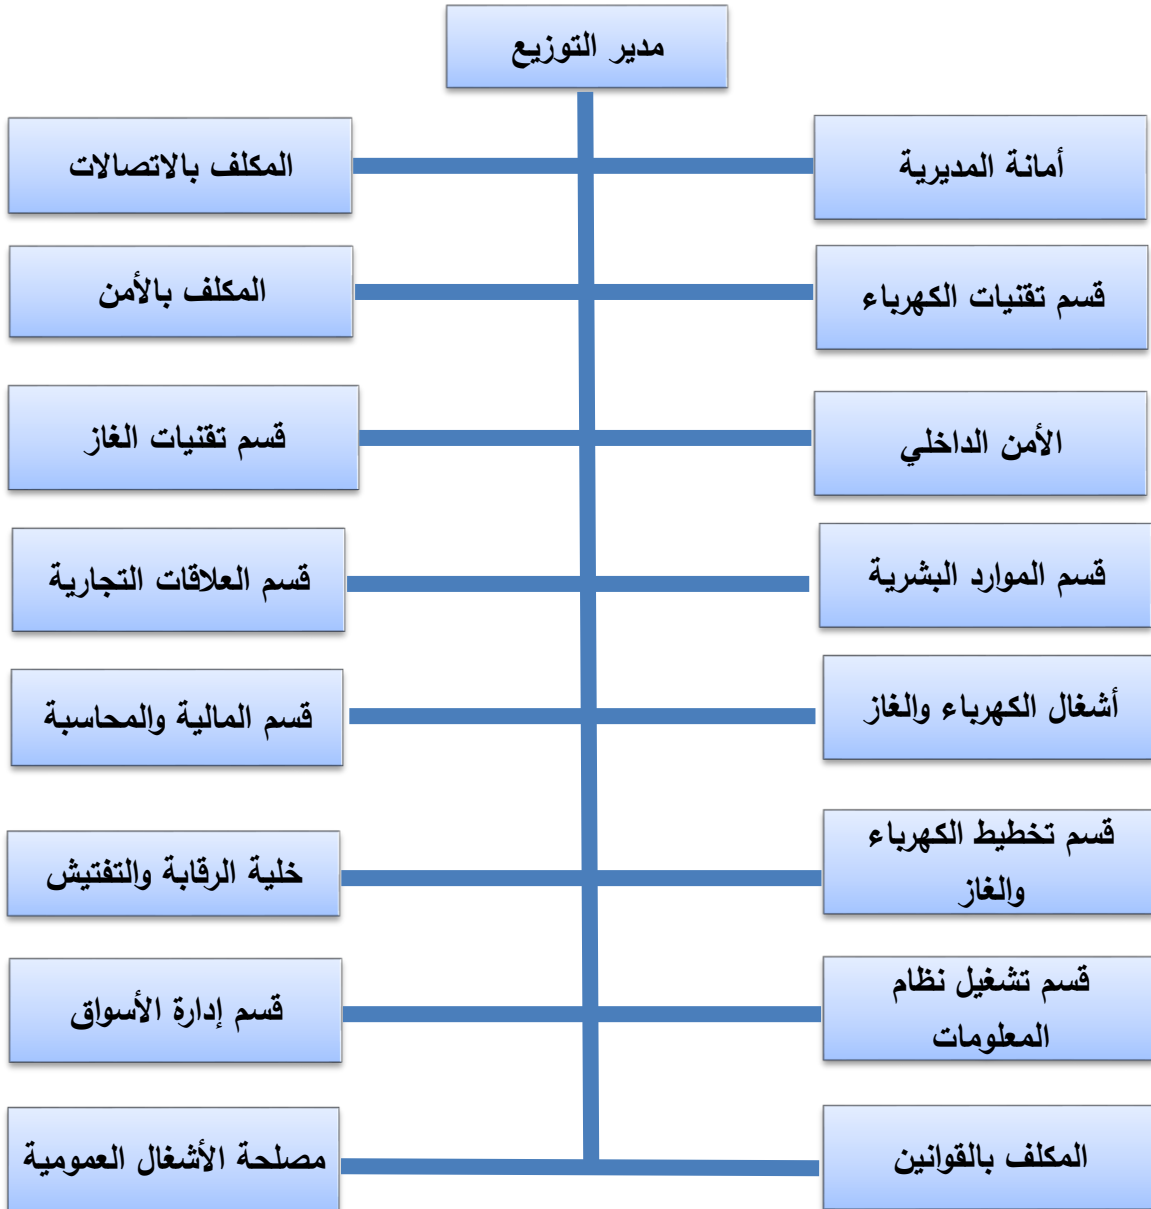 مدير التوزيع
أمانة المديرية
المكلف بالاتصالات
قسم تقنيات الكهرباء
المكلف بالأمن
الأمن الداخلي
قسم تقنيات الغاز
قسم الموارد البشرية
قسم العلاقات التجارية
أشغال الكهرباء والغاز
قسم المالية والمحاسبة
قسم تخطيط الكهرباء
والغاز
خلية الرقابة والتفتيش
قسم تشغيل نظام
المعلومات
قسم إدارة الأسواق
المكلف بالقوانين
مصلحة الأشغال العمومية